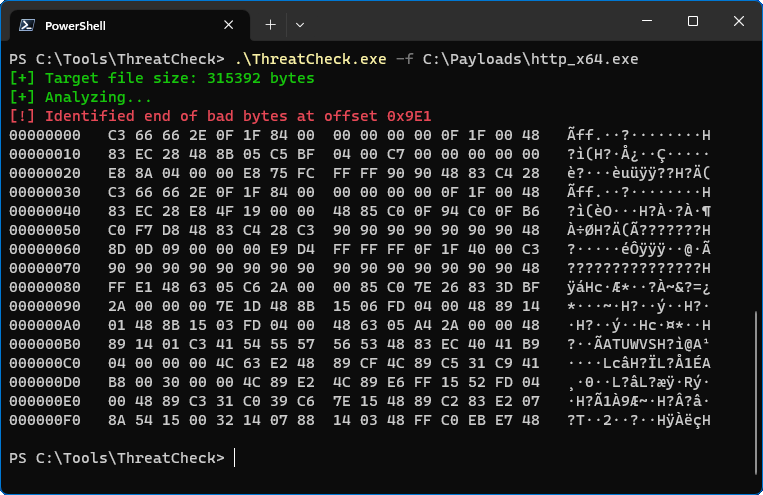 PowerShell
PS C:\Tools\ThreatCheck> .\ThreatCheck.exe -f C:\Payloads\http_x64.exe
[+] Target file size: 315392 bytes
[+] Analyzing...
[!] Identified end of bad bytes at offset 0x9E1
00000000   C3 66 66 2E 0F 1F 84 00  00 00 00 00 0F 1F 00 48   Ãff.··?········H
00000010   83 EC 28 48 8B 05 C5 BF  04 00 C7 00 00 00 00 00   ?ì(H?·Å¿··Ç·····
00000020   E8 8A 04 00 00 E8 75 FC  FF FF 90 90 48 83 C4 28   è?···èuüÿÿ??H?Ä(
00000030   C3 66 66 2E 0F 1F 84 00  00 00 00 00 0F 1F 00 48   Ãff.··?········H
00000040   83 EC 28 E8 4F 19 00 00  48 85 C0 0F 94 C0 0F B6   ?ì(èO···H?À·?À·¶
00000050   C0 F7 D8 48 83 C4 28 C3  90 90 90 90 90 90 90 48   À÷ØH?Ä(Ã???????H
00000060   8D 0D 09 00 00 00 E9 D4  FF FF FF 0F 1F 40 00 C3   ?·····éÔÿÿÿ··@·Ã
00000070   90 90 90 90 90 90 90 90  90 90 90 90 90 90 90 48   ???????????????H
00000080   FF E1 48 63 05 C6 2A 00  00 85 C0 7E 26 83 3D BF   ÿáHc·Æ*··?À~&?=¿
00000090   2A 00 00 00 7E 1D 48 8B  15 06 FD 04 00 48 89 14   *···~·H?··ý··H?·
000000A0   01 48 8B 15 03 FD 04 00  48 63 05 A4 2A 00 00 48   ·H?··ý··Hc·¤*··H
000000B0   89 14 01 C3 41 54 55 57  56 53 48 83 EC 40 41 B9   ?··ÃATUWVSH?ì@A¹
000000C0   04 00 00 00 4C 63 E2 48  89 CF 4C 89 C5 31 C9 41   ····LcâH?ÏL?Å1ÉA
000000D0   B8 00 30 00 00 4C 89 E2  4C 89 E6 FF 15 52 FD 04   ¸·0··L?âL?æÿ·Rý·
000000E0   00 48 89 C3 31 C0 39 C6  7E 15 48 89 C2 83 E2 07   ·H?Ã1À9Æ~·H?Â?â·
000000F0   8A 54 15 00 32 14 07 88  14 03 48 FF C0 EB E7 48   ?T··2··?··HÿÀëçH
PS C:\Tools\ThreatCheck>